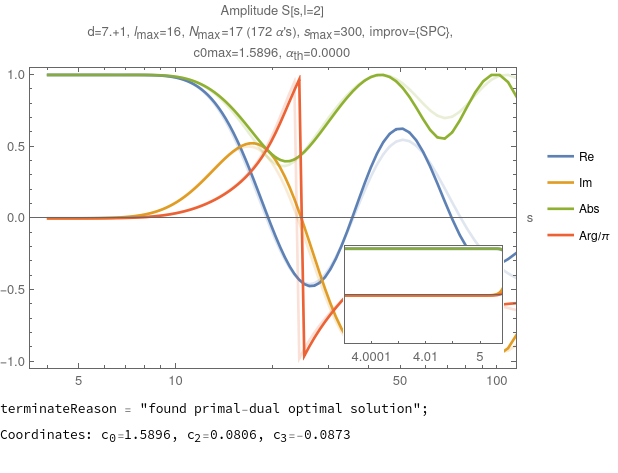 Amplitude S[s,l=2]
d=7.+1, lmax=16, Nmax=17 (172 α's), smax=300, improv={SPC},
c0max=1.5896, αth=0.0000
1.0
0.5
0.0
−0.5
−1.0
s
Re
Im
Abs
Arg/π
4.0001 4.01 5
5 10 50 100
terminateReason = "found primal-dual optimal solution";
Coordinates: c0=1.5896, c2=0.0806, c3=-0.0873